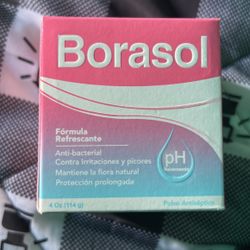 Borasol
Fórmula
Refrescante
Anti-bacterial
Contra irritaciones y picores
Mantiene la flora natural
Protección prolongada
pH
4 Oz (114 g)
Polvo Antiséptico